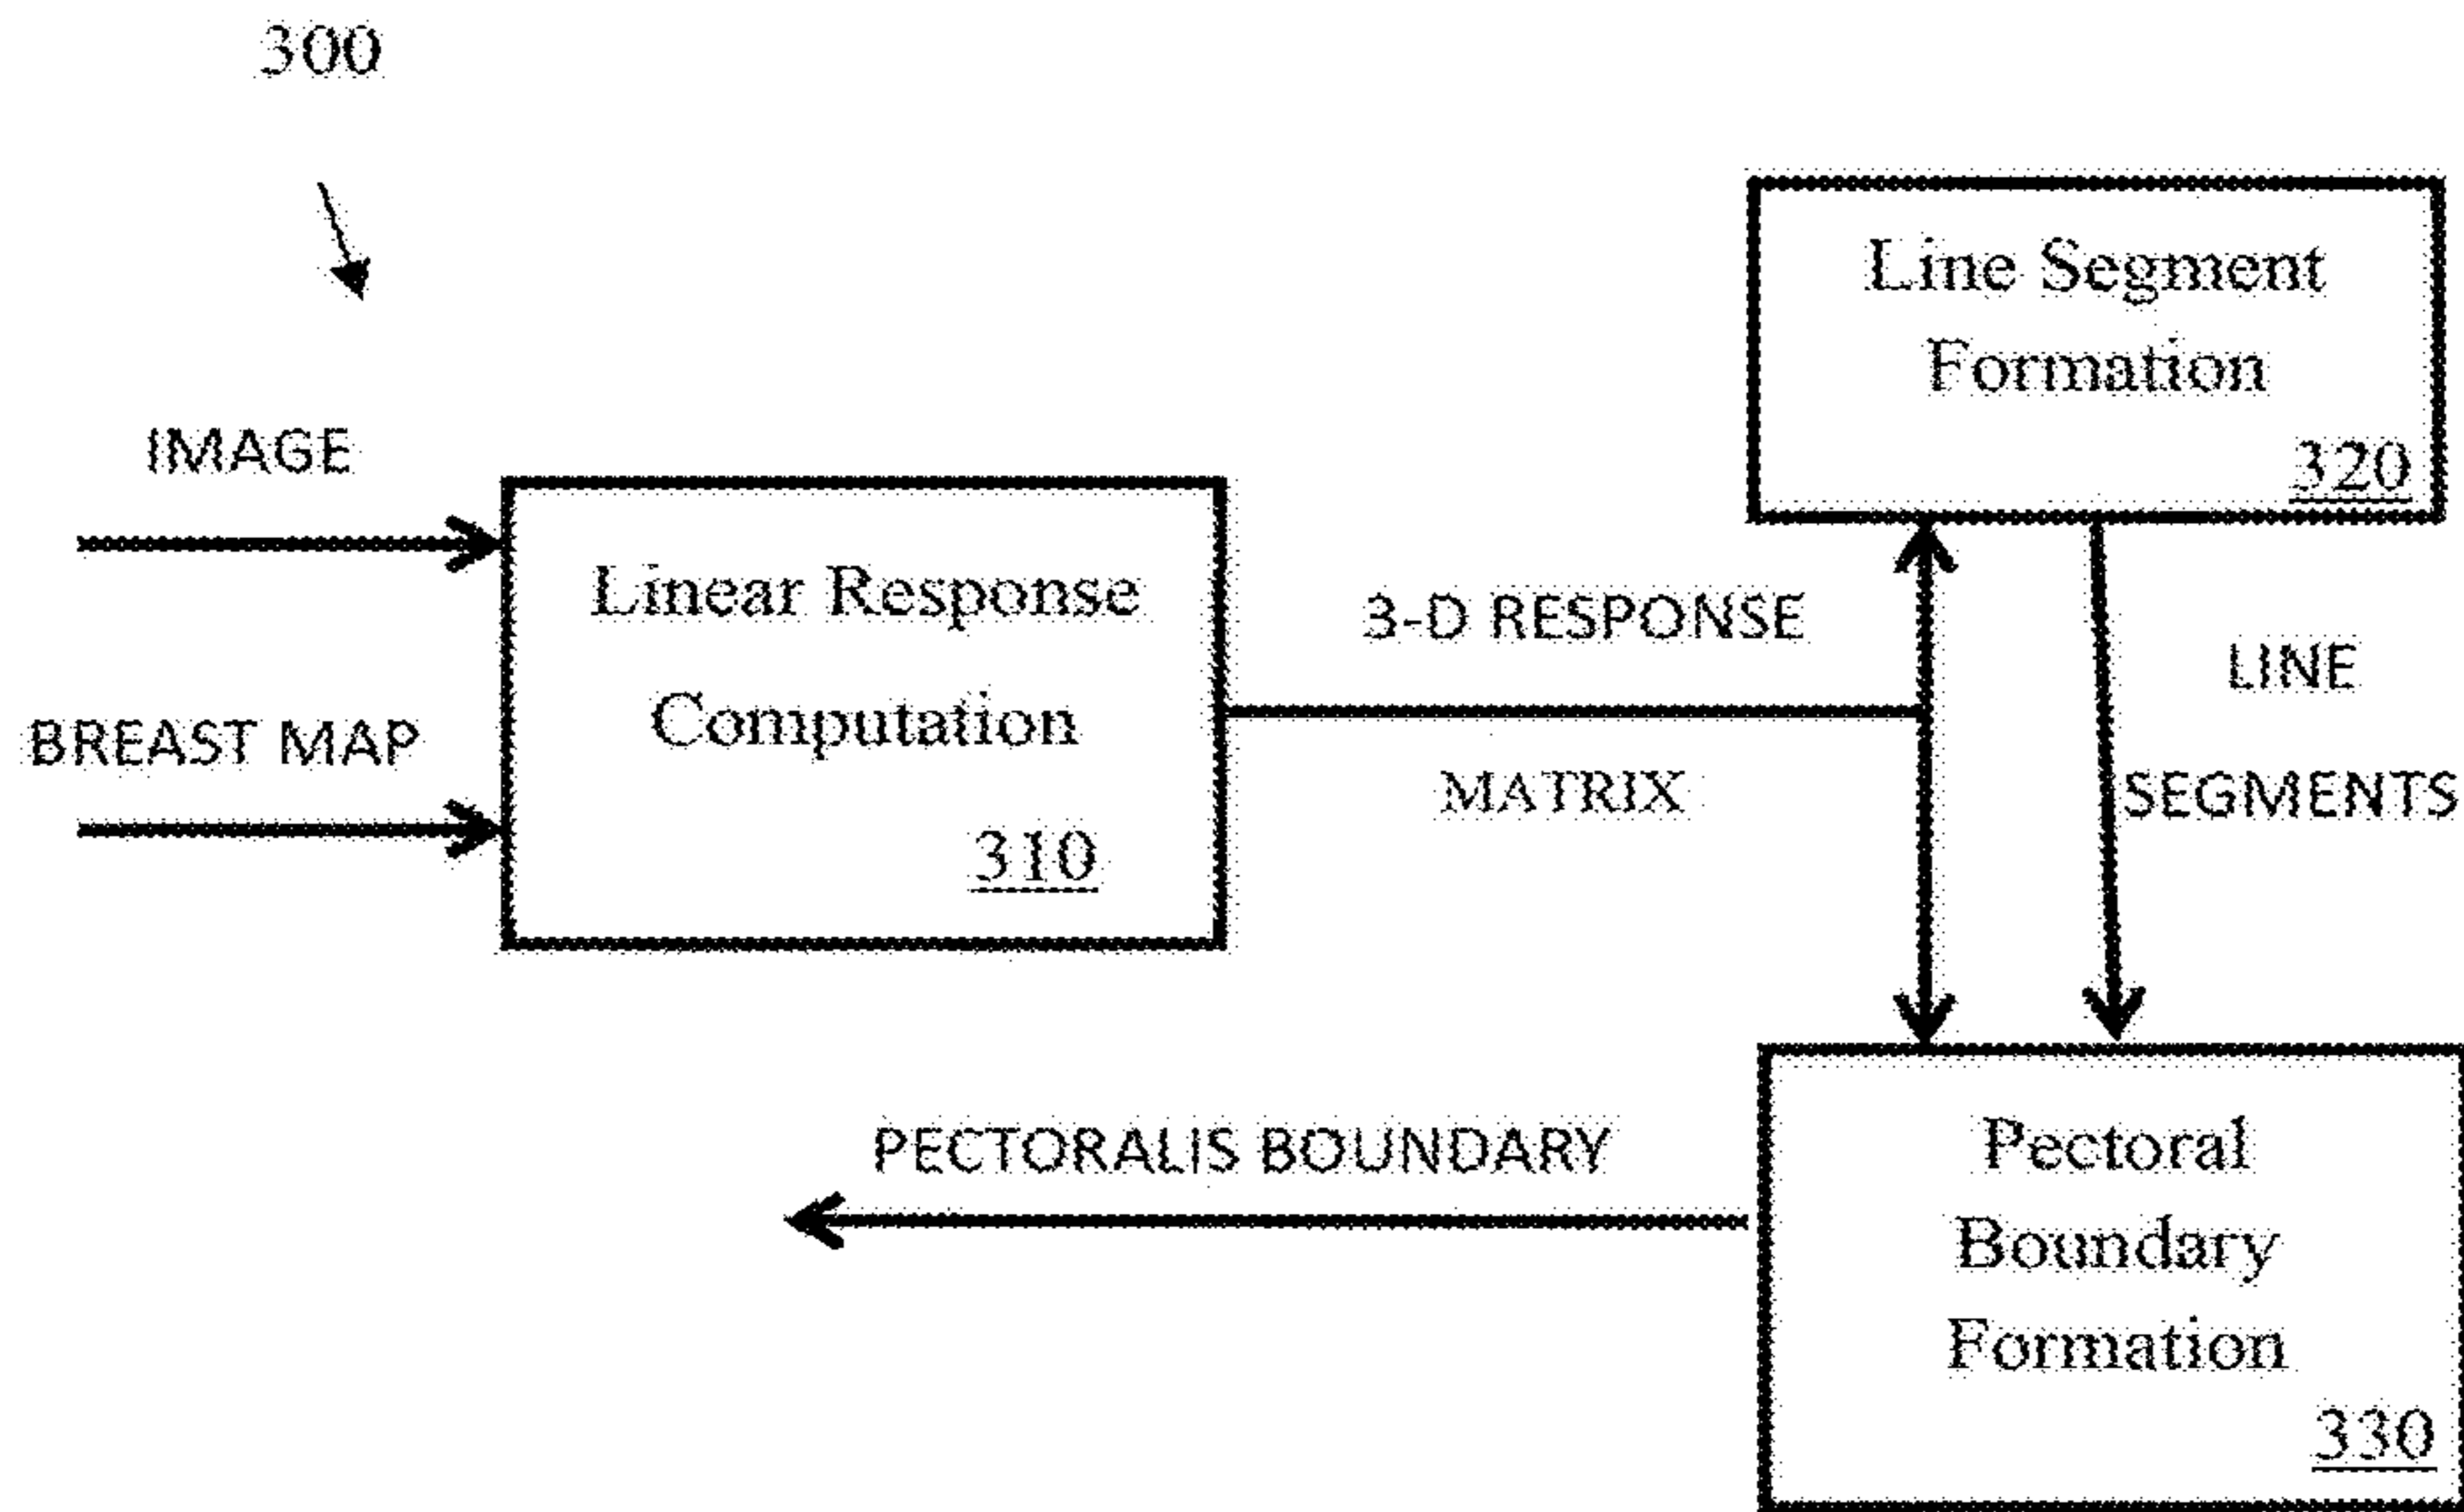 300
IMAGE
BREAST MAP
Linear Response
Computation
310
3-D RESPONSE
MATRIX
Line Segment
Formation
320
LINE
SEGMENTS
Pectoral
Boundary
Formation
330
PECTORALIS BOUNDARY